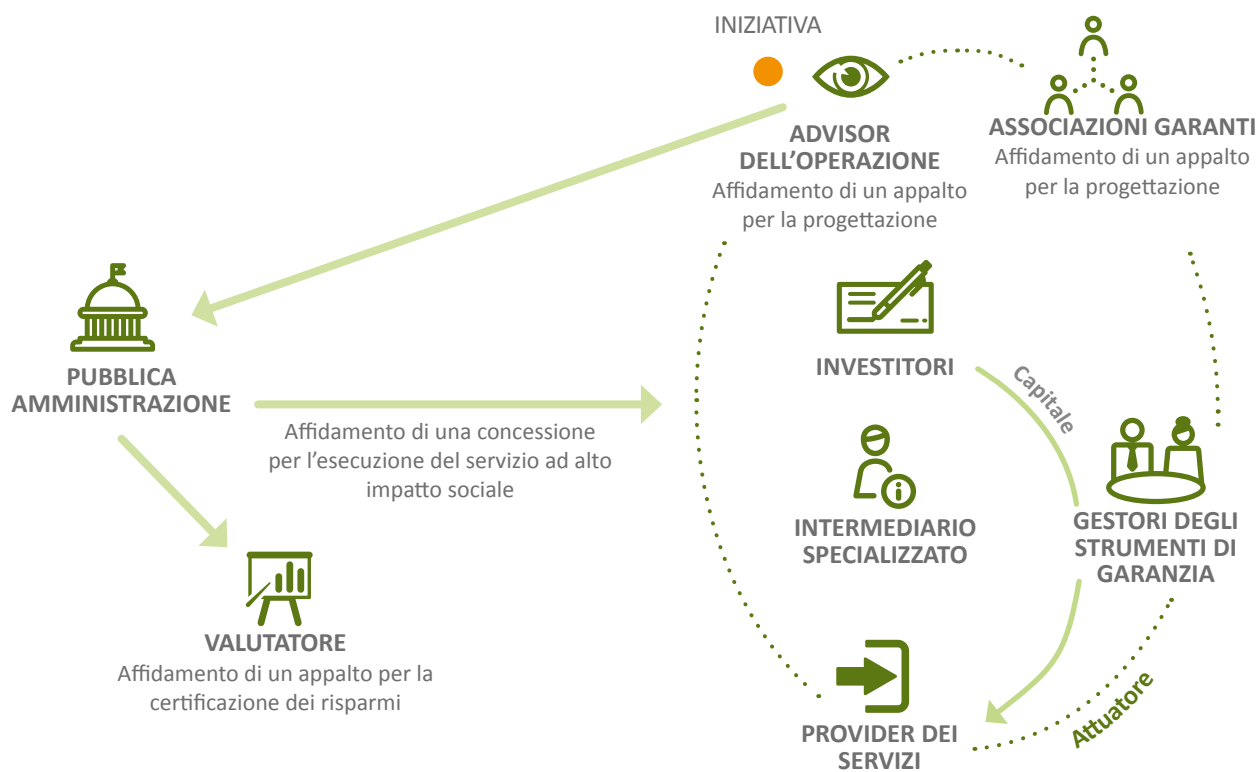 INIZIATIVA
ADVISOR
DELL’OPERAZIONE
Affidamento di un appalto
per la progettazione
ASSOCIAZIONI GARANTI
Affidamento di un appalto
per la progettazione
PUBBLICA
AMMINISTRAZIONE
Affidamento di una concessione
per l’esecuzione del servizio ad alto
impatto sociale
INVESTITORI
Capitale
INTERMEDIARIO
SPECIALIZZATO
GESTORI DEGLI
STRUMENTI DI
GARANZIA
VALUTATORE
Affidamento di un appalto per la
certificazione dei risparmi
Attuatore
PROVIDER DEI
SERVIZI